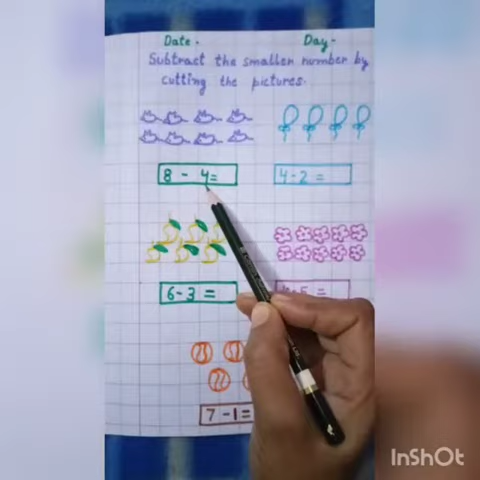 Date - Day -
Subtract the smaller number by
cutting the pictures.
8 - 4 =
4 - 2 =
6 - 3 =
- 5 =
7 - 1 =
InShOt